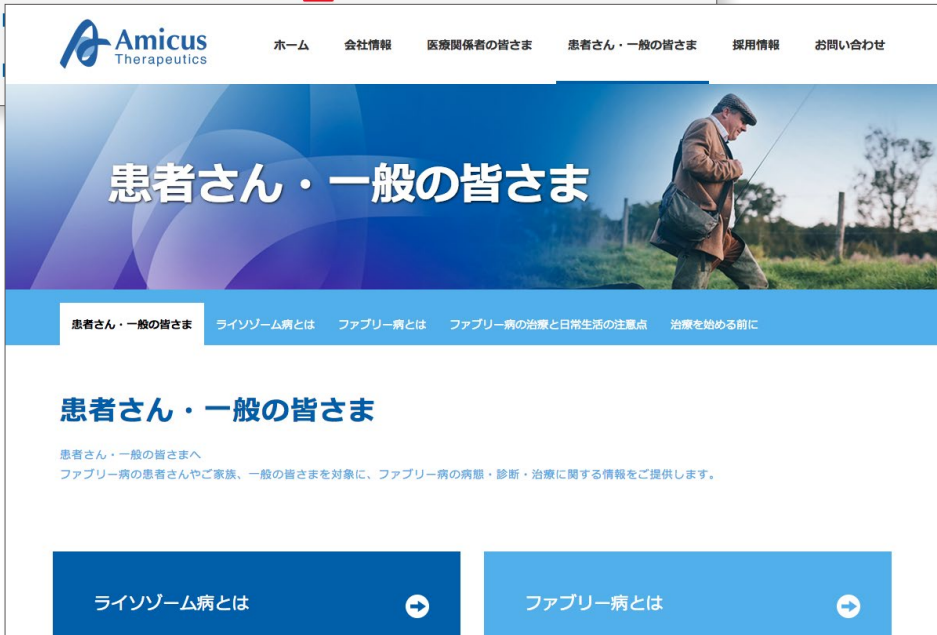 Amicus
Therapeutics
ホーム 会社情報 医療関係者の皆さま 患者さん・一般の皆さま 採用情報 お問い合わせ
患者さん・一般の皆さま
患者さん・一般の皆さま ライソゾーム病とは ファブリー病とは ファブリー病の治療と日常生活の注意点 治療を始める前に
患者さん・一般の皆さま
患者さん・一般の皆さまへ
ファブリー病の患者さんやご家族、一般の皆さまを対象に、ファブリー病の病態・診断・治療に関する情報をご提供します。
ライソゾーム病とは
ファブリー病とは